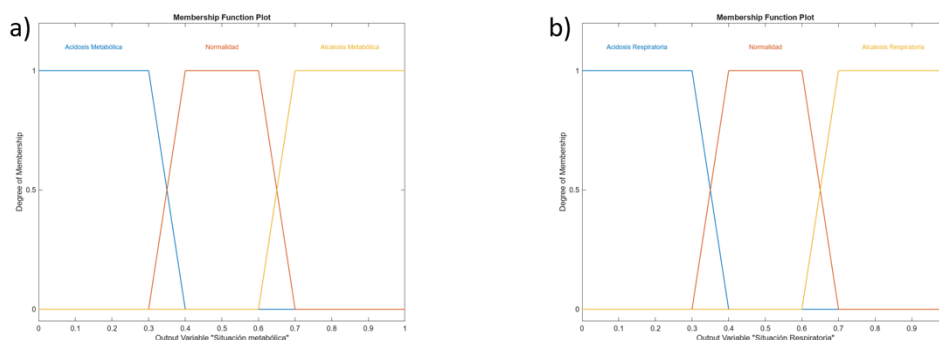 a)
Membership Function Plot
Acidosis Metabólica Normalidad Alcalosis Metabólica
Degree of Membership
1
0.5
0
0 0.1 0.2 0.3 0.4 0.5 0.6 0.7 0.8 0.9 1
Output Variable "Situación metabólica"
b)
Membership Function Plot
Acidosis Respiratoria Normalidad Alcalosis Respiratoria
Degree of Membership
1
0.5
0
0 0.1 0.2 0.3 0.4 0.5 0.6 0.7 0.8 0.9
Output Variable "Situación Respiratoria"